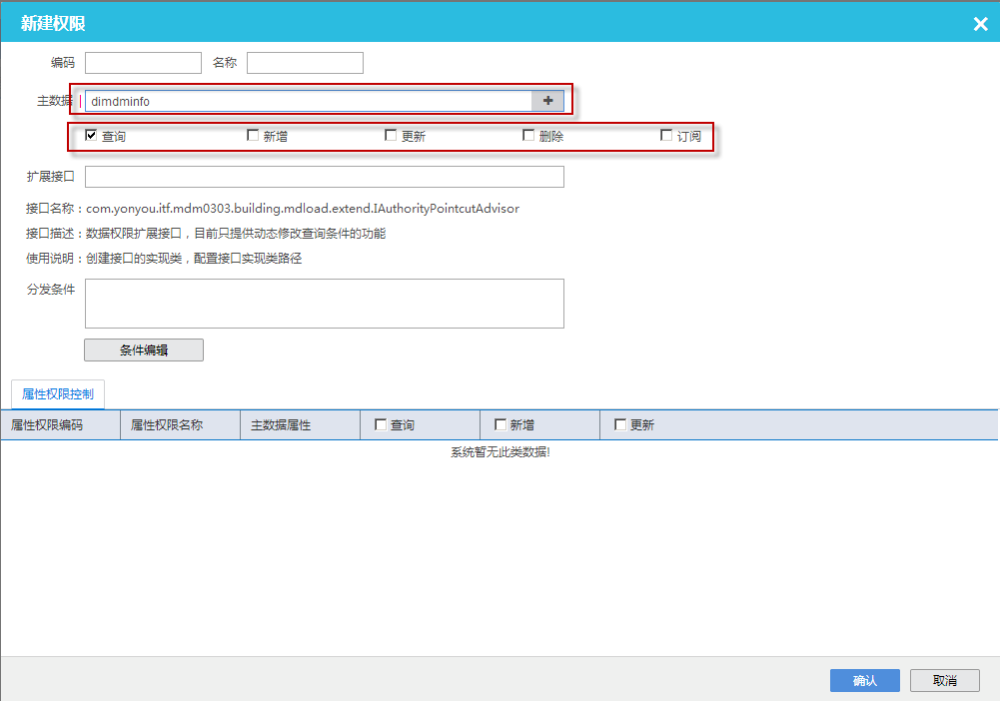 新建权限
编码 名称
主数据 dimdminfo
查询 新增 更新 删除 订阅
扩展接口
接口名称：com.yonyou.itf.mdm0303.building.mdload.extend.IAuthorityPointcutAdvisor
接口描述：数据权限扩展接口，目前只提供动态修改查询条件的功能
使用说明：创建接口的实现类，配置接口实现类路径
分发条件
条件编辑
属性权限控制
属性权限编码 属性权限名称 主数据属性 查询 新增 更新
系统暂无此类数据!
确认 取消